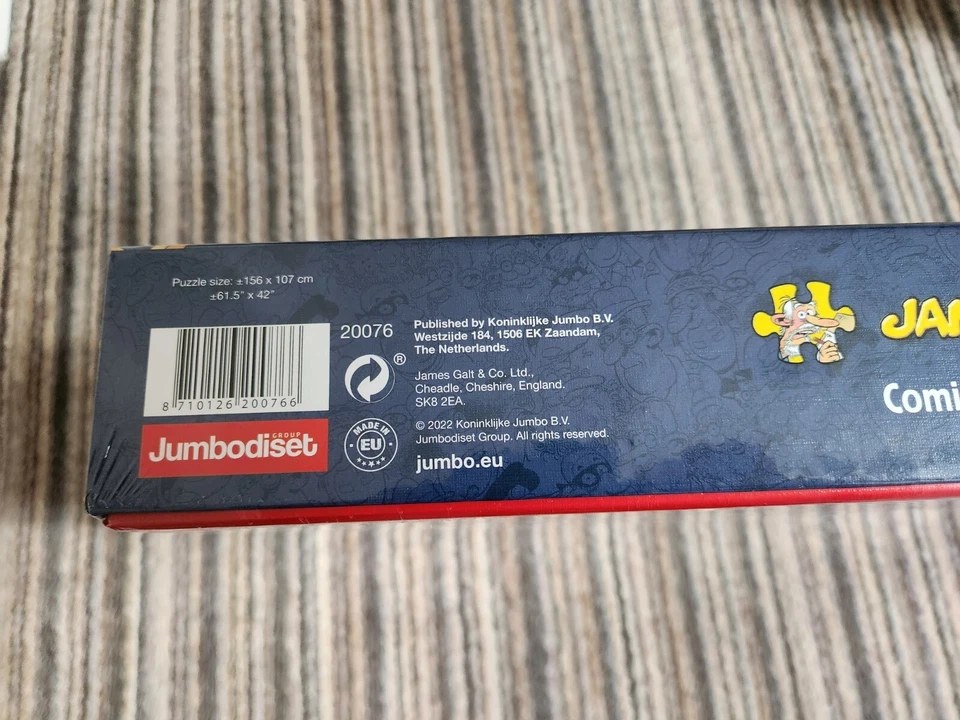 Puzzle size: ±156 x 107 cm
±61.5" x 42"
8 710126 200766
20076
®
Jumbodiset
GROUP
MADE IN
EU
Published by Koninklijke Jumbo B.V.
Westzijde 184, 1506 EK Zaandam,
The Netherlands.
James Galt & Co. Ltd.,
Cheadle, Cheshire, England.
SK8 2EA.
© 2022 Koninklijke Jumbo B.V.
Jumbodiset Group. All rights reserved.
jumbo.eu
JAN
Comi